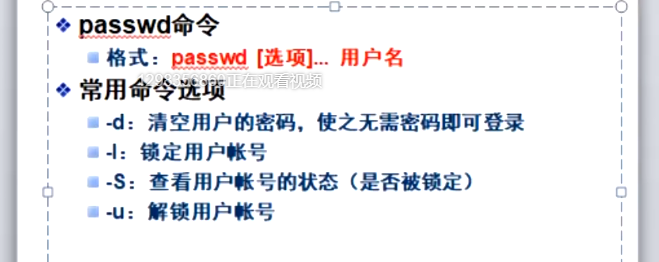 passwd命令
格式：passwd [选项]... 用户名
正在观看视频
常用命令选项
-d：清空用户的密码，使之无需密码即可登录
-l：锁定用户帐号
-S：查看用户帐号的状态（是否被锁定）
-u：解锁用户帐号